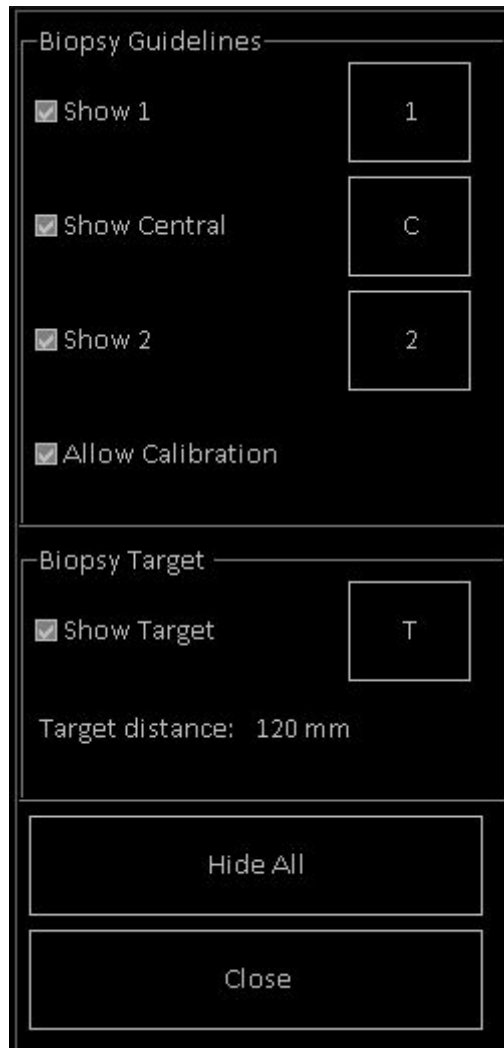 Biopsy Guidelines
Show 1 1
Show Central C
Show 2 2
Allow Calibration
Biopsy Target
Show Target T
Target distance: 120 mm
Hide All
Close